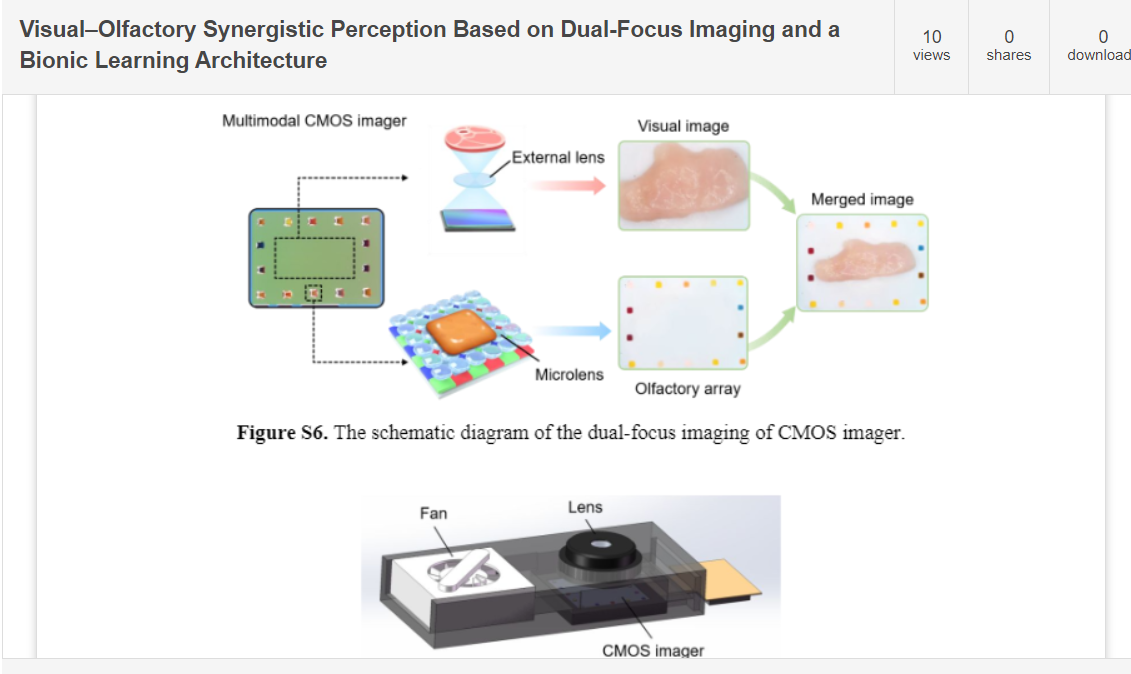 Visual–Olfactory Synergistic Perception Based on Dual-Focus Imaging and a
Bionic Learning Architecture
10
views
0
shares
0
download
Multimodal CMOS imager
External lens
Visual image
Merged image
Microlens
Olfactory array
Figure S6. The schematic diagram of the dual-focus imaging of CMOS imager.
Fan
Lens
CMOS imager